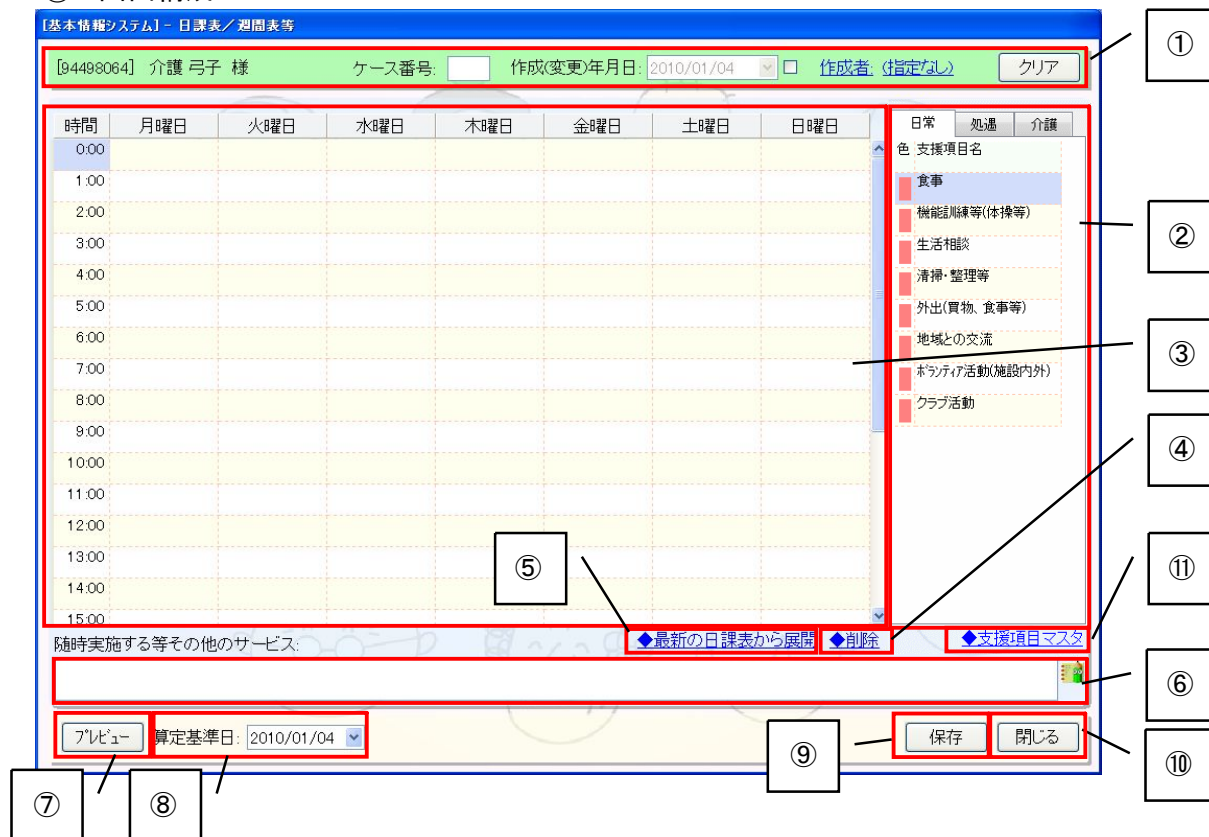 [基本情報システム] - 日課表／週間表等
①
[94498064] 介護 弓子 様 ケース番号: 作成(変更)年月日: 2010/01/04 作成者: (指定なし) クリア
時間 月曜日 火曜日 水曜日 木曜日 金曜日 土曜日 日曜日
日常 処遇 介護
色 支援項目名
食事
機能訓練等(体操等)
生活相談
清掃・整理等
外出(買物、食事等)
地域との交流
ボランティア活動(施設内外)
クラブ活動
0:00
1:00
2:00
3:00
4:00
5:00
6:00
7:00
8:00
9:00
10:00
11:00
12:00
13:00
14:00
15:00
②
③
④
⑤
⑪
随時実施する等その他のサービス: ◆最新の日課表から展開 ◆削除 ◆支援項目マスタ
⑥
プレビュー 算定基準日: 2010/01/04 ⑨ 保存 閉じる
⑩
⑦ ⑧